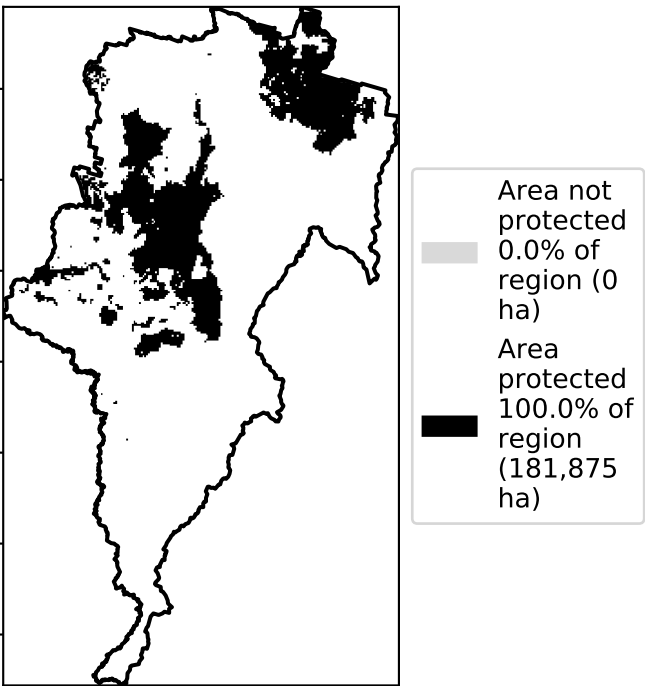 Area not
protected
0.0% of
region (0
ha)
Area
protected
100.0% of
region
(181,875
ha)